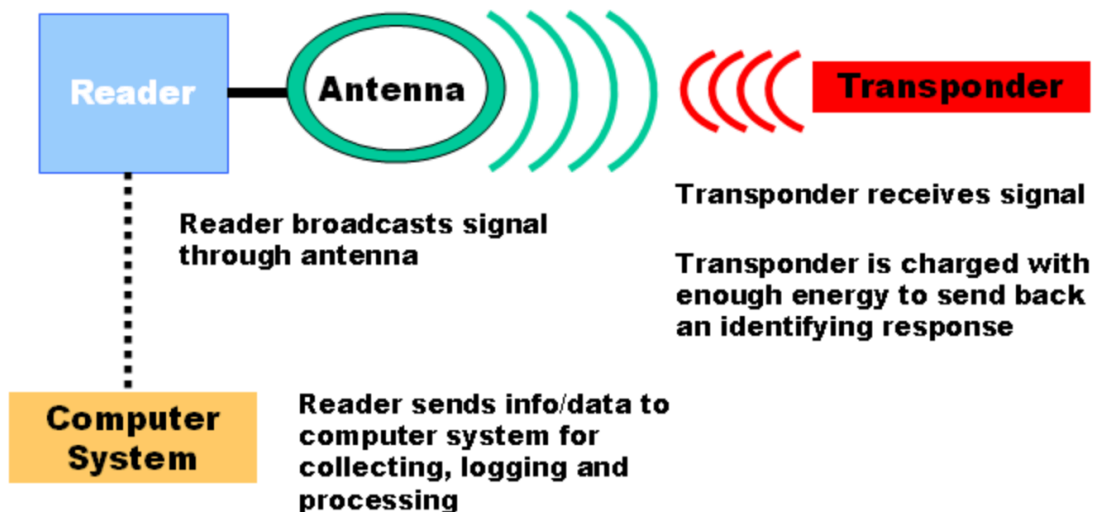 Reader
Antenna
Transponder
Reader broadcasts signal
through antenna
Transponder receives signal
Transponder is charged with
enough energy to send back
an identifying response
Computer
System
Reader sends info/data to
computer system for
collecting, logging and
processing